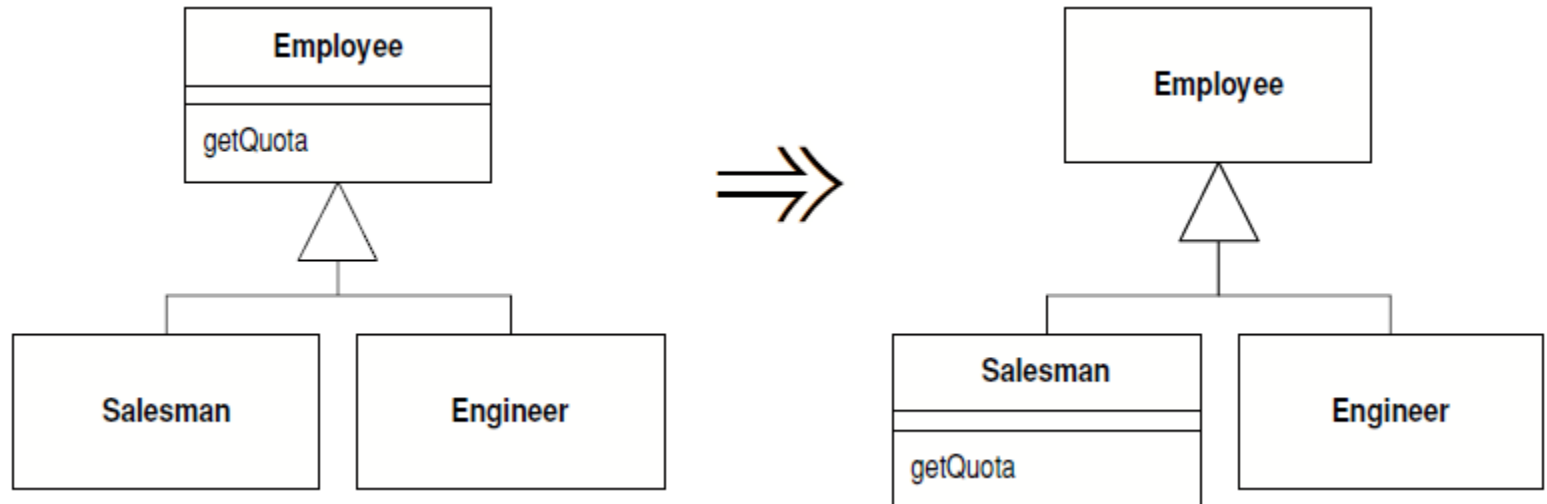 Employee
getQuota
Salesman
Engineer
Employee
Salesman
getQuota
Engineer